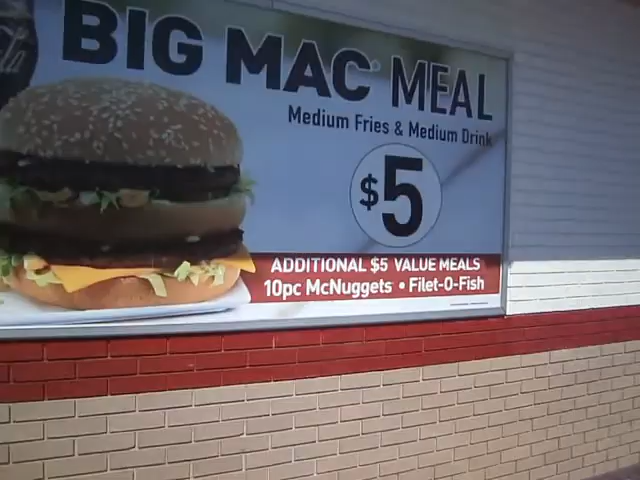 BIG MAC® MEAL
Medium Fries & Medium Drink
$5
ADDITIONAL $5 VALUE MEALS
10pc McNuggets • Filet-O-Fish